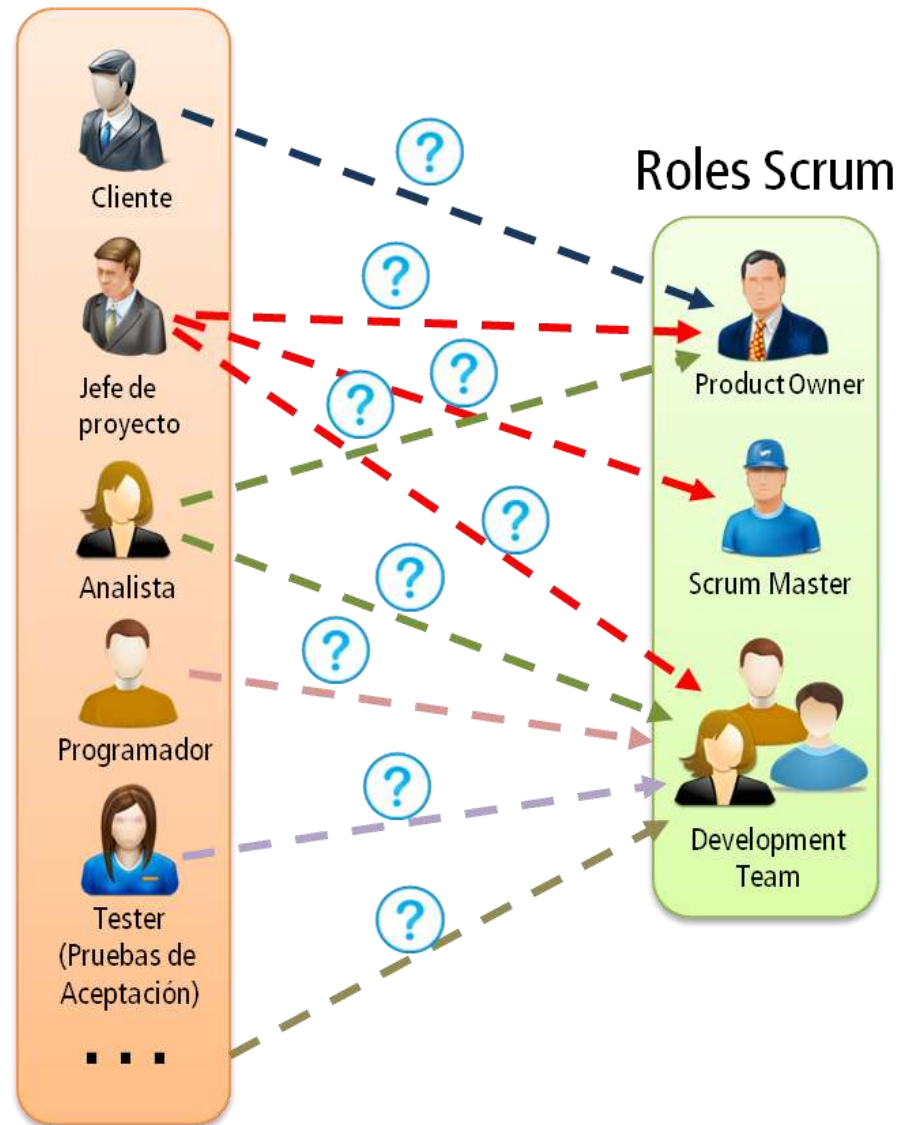 Cliente
Jefe de
proyecto
Analista
Programador
Tester
(Pruebas de
Aceptación)
. . .
?
?
?
?
?
?
?
?
?
Roles Scrum
Product Owner
Scrum Master
Development
Team